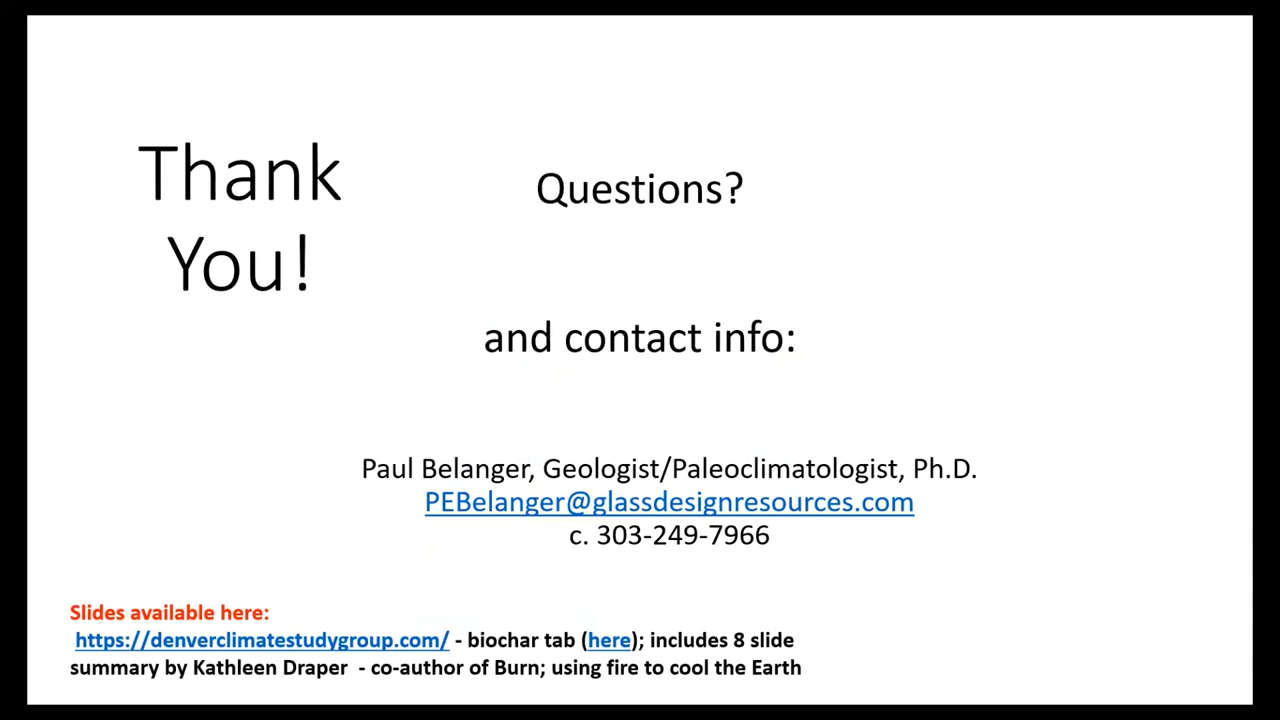 Thank
You!
Questions?
and contact info:
Paul Belanger, Geologist/Paleoclimatologist, Ph.D.
PEBelanger@glassdesignresources.com
c. 303-249-7966
Slides available here:
https://denverclimatestudygroup.com/ - biochar tab (here); includes 8 slide
summary by Kathleen Draper - co-author of Burn; using fire to cool the Earth